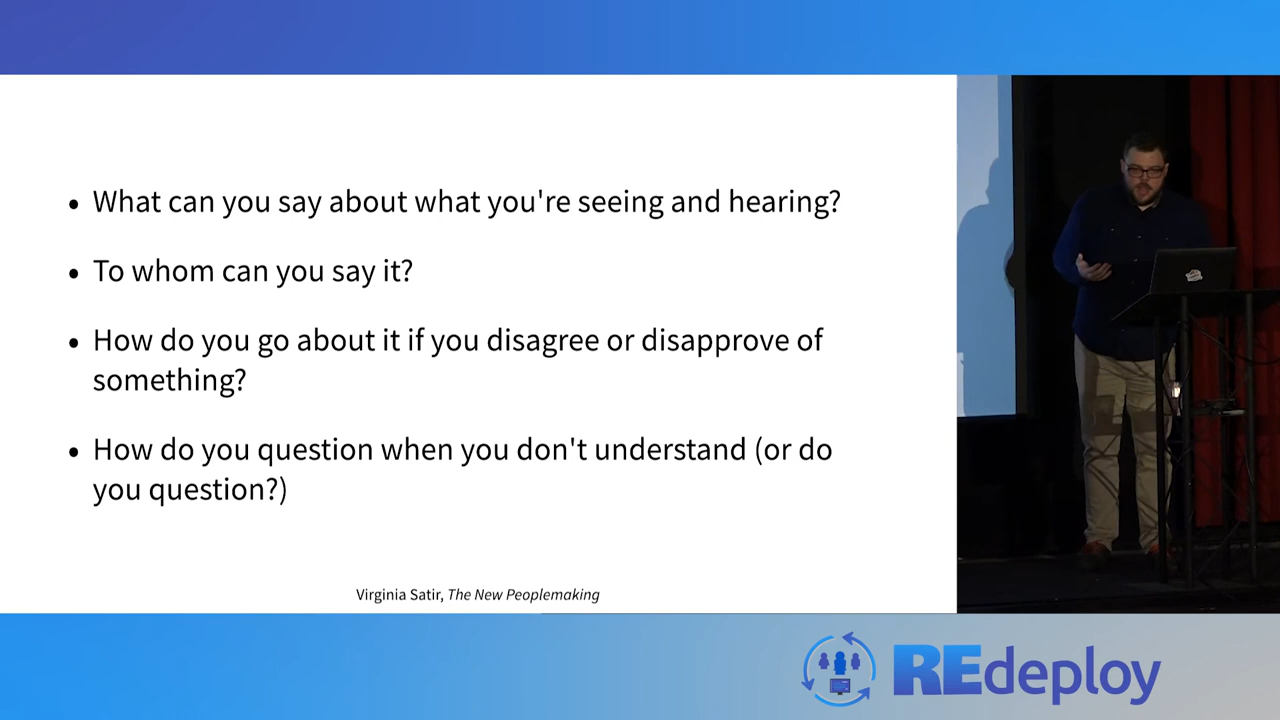 • What can you say about what you're seeing and hearing?
• To whom can you say it?
• How do you go about it if you disagree or disapprove of
something?
• How do you question when you don't understand (or do
you question?)
Virginia Satir, The New Peoplemaking
REdeploy